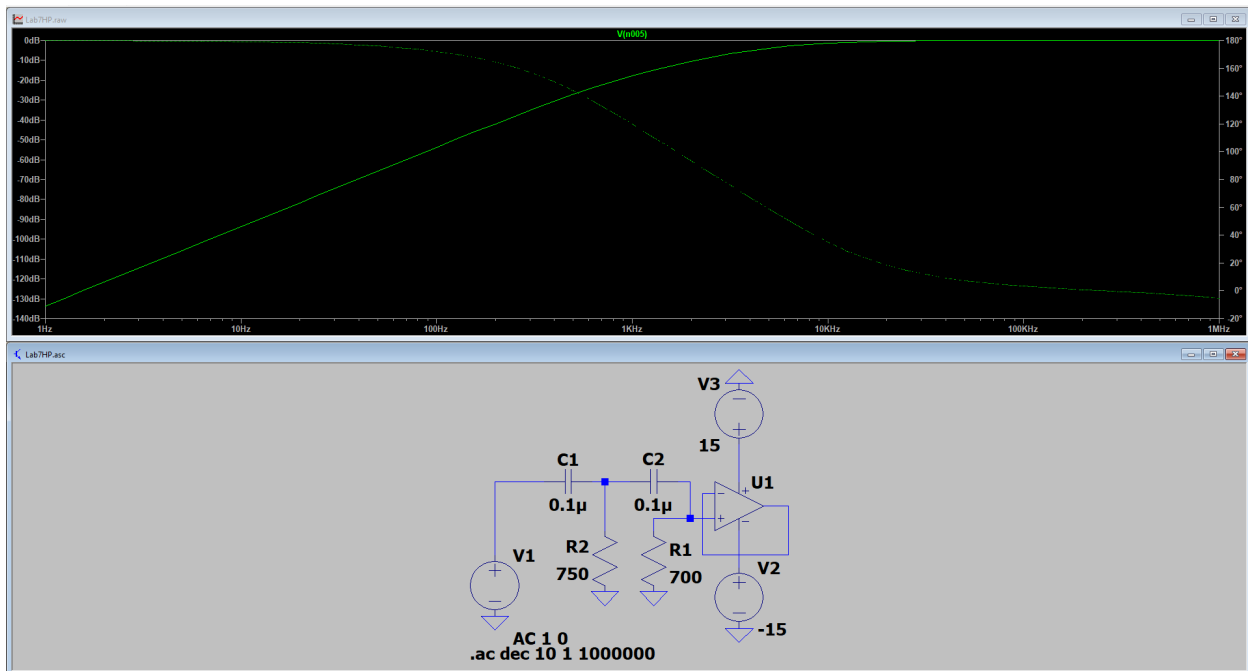 Lab7HP.raw
V(n005)
0dB
-10dB
-20dB
-30dB
-40dB
-50dB
-60dB
-70dB
-80dB
-90dB
-100dB
-110dB
-120dB
-130dB
-140dB
180°
160°
140°
120°
100°
80°
60°
40°
20°
0°
-20°
1Hz
10Hz
100Hz
1KHz
10KHz
100KHz
1MHz
Lab7HP.asc
V3
15
C1
0.1µ
C2
0.1µ
U1
R2
750
R1
700
V1
V2
-15
AC 1 0
.ac dec 10 1 1000000